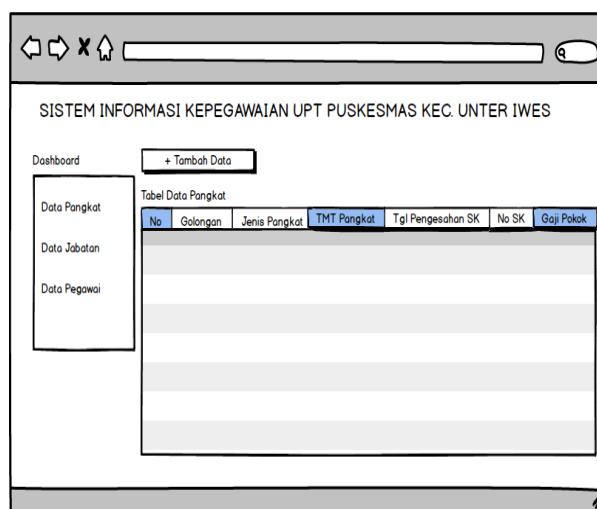 SISTEM INFORMASI KEPEGAWAIAN UPT PUSKESMAS KEC. UNTER IWES
Dashboard
+ Tambah Data
Data Pangkat
Data Jabatan
Data Pegawai
Tabel Data Pangkat
No Golongan Jenis Pangkat TMT Pangkat Tgl Pengesahan SK No SK Gaji Pokok